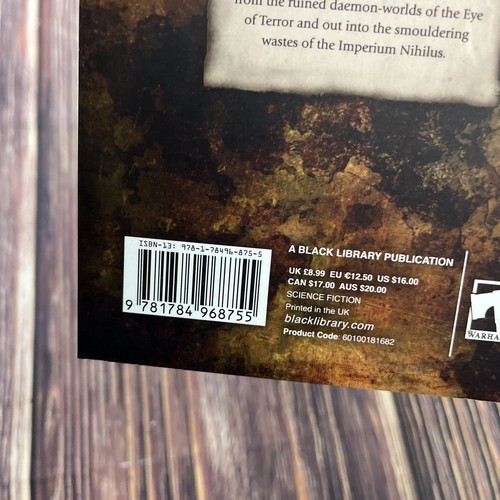 from the ruined daemon-worlds of the Eye
of Terror and out into the smouldering
wastes of the Imperium Nihilus.
ISBN-13: 978-1-78496-875-5
9 781784 968755
A BLACK LIBRARY PUBLICATION
UK £8.99 EU €12.50 US $16.00
CAN $17.00 AUS $20.00
SCIENCE FICTION
Printed in the UK
blacklibrary.com
Product Code: 60100181682